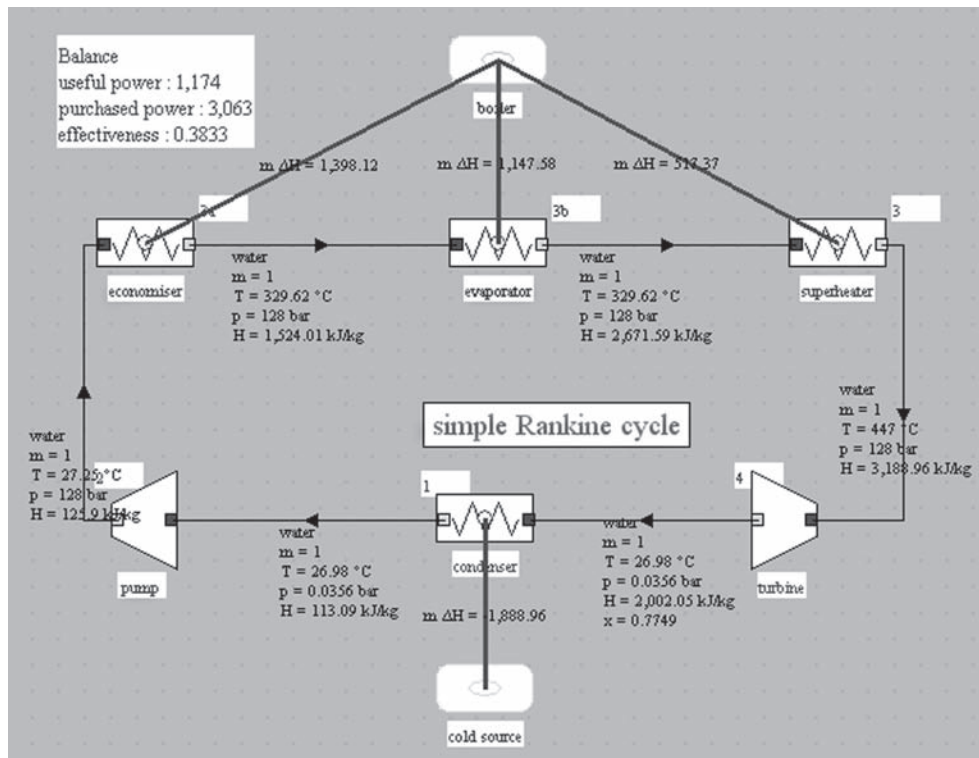 Balance
useful power : 1,174
purchased power : 3,063
effectiveness : 0.3833
boiler
m ΔH = 1,398.12
m ΔH = 1,147.58
m ΔH = 517.37
3a
3b
3
economiser
evaporator
superheater
water
m = 1
T = 329.62 °C
p = 128 bar
H = 1,524.01 kJ/kg
water
m = 1
T = 329.62 °C
p = 128 bar
H = 2,671.59 kJ/kg
water
m = 1
T = 447 °C
p = 128 bar
H = 3,188.96 kJ/kg
simple Rankine cycle
water
m = 1
T = 27.25 °C
p = 128 bar
H = 125.9 kJ/kg
2
pump
water
m = 1
T = 26.98 °C
p = 0.0356 bar
H = 113.09 kJ/kg
1
condenser
m ΔH = -1,888.96
water
m = 1
T = 26.98 °C
p = 0.0356 bar
H = 2,002.05 kJ/kg
x = 0.7749
4
turbine
cold source